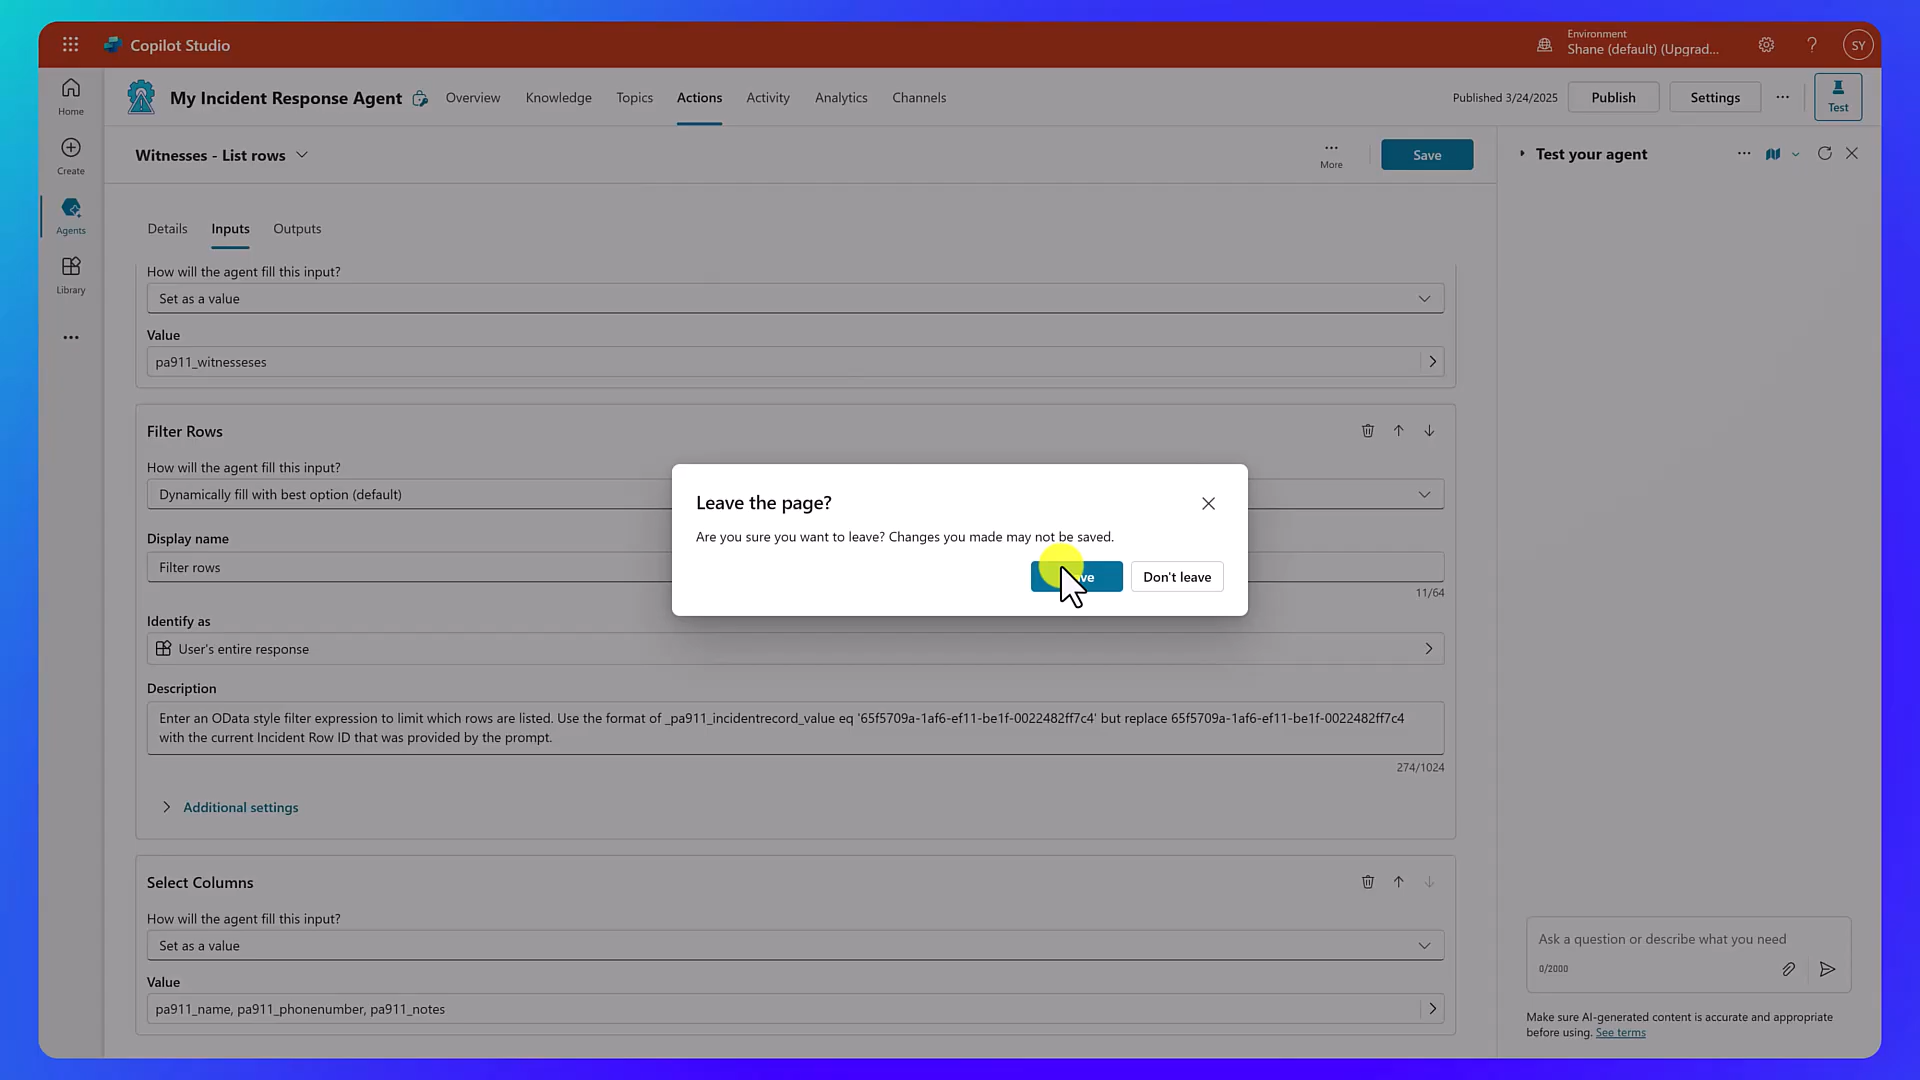 Copilot Studio
Environment
Shane (default) (Upgrad...
SY
Home
Create
Agents
Library
My Incident Response Agent
Overview
Knowledge
Topics
Actions
Activity
Analytics
Channels
Published 3/24/2025
Publish
Settings
Test
Witnesses - List rows
More
Save
Test your agent
Details
Inputs
Outputs
How will the agent fill this input?
Set as a value
Value
pa911_witnesseses
Filter Rows
How will the agent fill this input?
Dynamically fill with best option (default)
Display name
Filter rows
11/64
Identify as
User's entire response
Description
Enter an OData style filter expression to limit which rows are listed. Use the format of _pa911_incidentrecord_value eq '65f5709a-1af6-ef11-be1f-0022482ff7c4' but replace 65f5709a-1af6-ef11-be1f-0022482ff7c4
with the current Incident Row ID that was provided by the prompt.
274/1024
Additional settings
Select Columns
How will the agent fill this input?
Set as a value
Value
pa911_name, pa911_phonenumber, pa911_notes
Leave the page?
Are you sure you want to leave? Changes you made may not be saved.
Don't leave
Ask a question or describe what you need
0/2000
Make sure AI-generated content is accurate and appropriate
before using. See terms